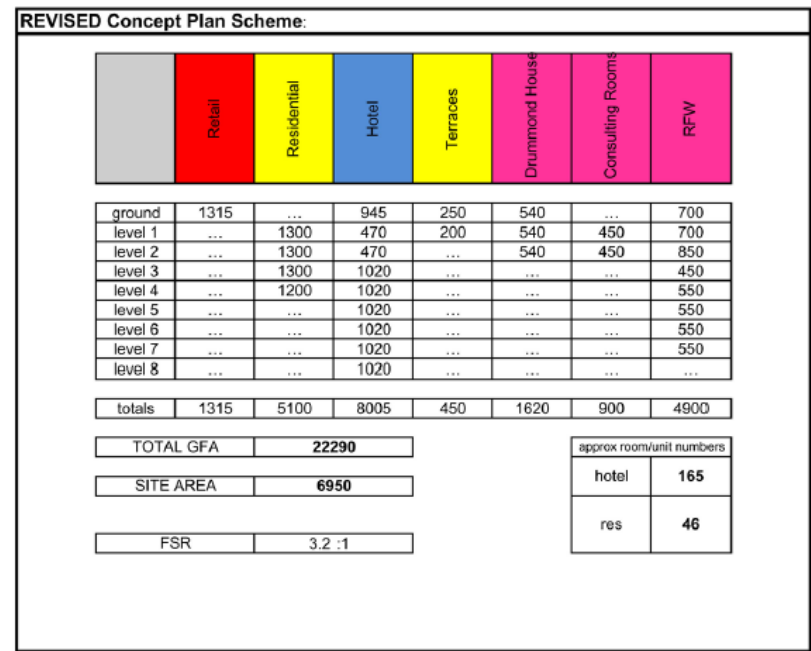 REVISED Concept Plan Scheme:
Retail Residential Hotel Terraces Drummond House Consulting Rooms RFW
ground 1315 ... 945 250 540 ... 700
level 1 ... 1300 470 200 540 450 700
level 2 ... 1300 470 ... 540 450 850
level 3 ... 1300 1020 ... ... ... 450
level 4 ... 1200 1020 ... ... ... 550
level 5 ... ... 1020 ... ... ... 550
level 6 ... ... 1020 ... ... ... 550
level 7 ... ... 1020 ... ... ... 550
level 8 ... ... 1020 ... ... ... ...
totals 1315 5100 8005 450 1620 900 4900
TOTAL GFA 22290
SITE AREA 6950
FSR 3.2 :1
approx room/unit numbers
hotel 165
res 46